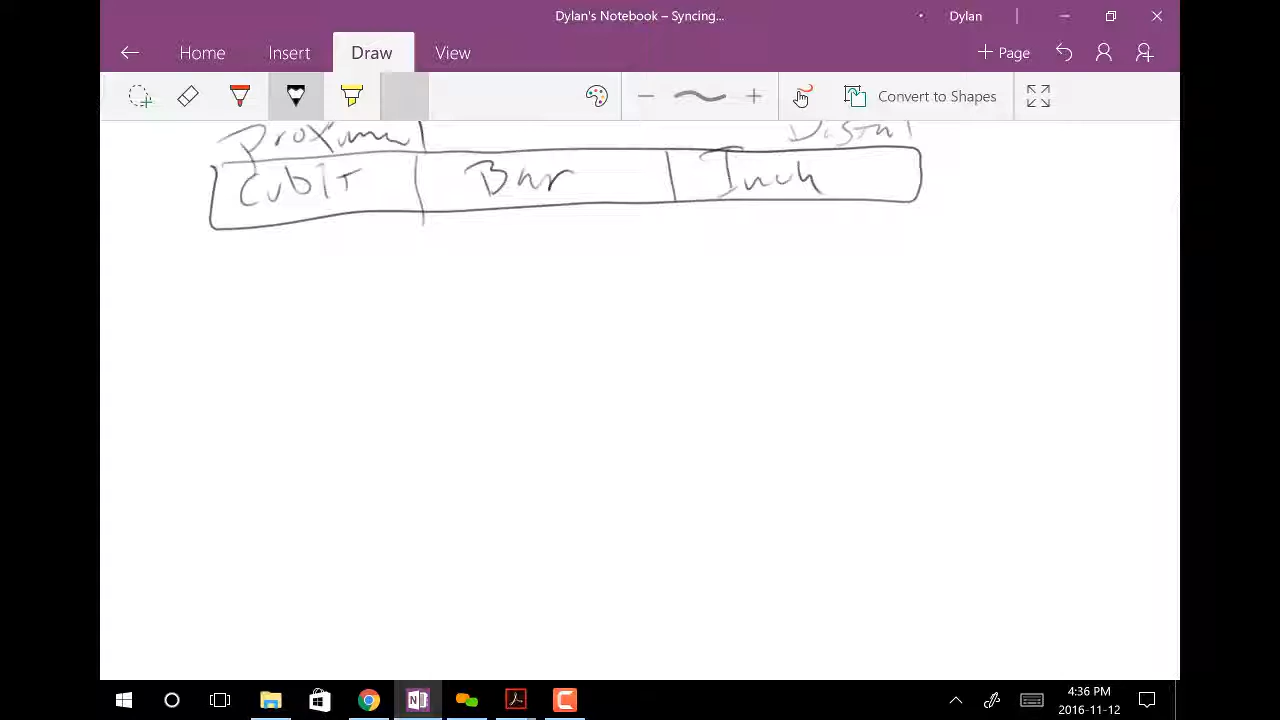 Dylan's Notebook – Syncing...
Dylan
Home Insert Draw View
Page
Convert to Shapes
Proximal
Distal
Cubit Bar Inch
4:36 PM
2016-11-12